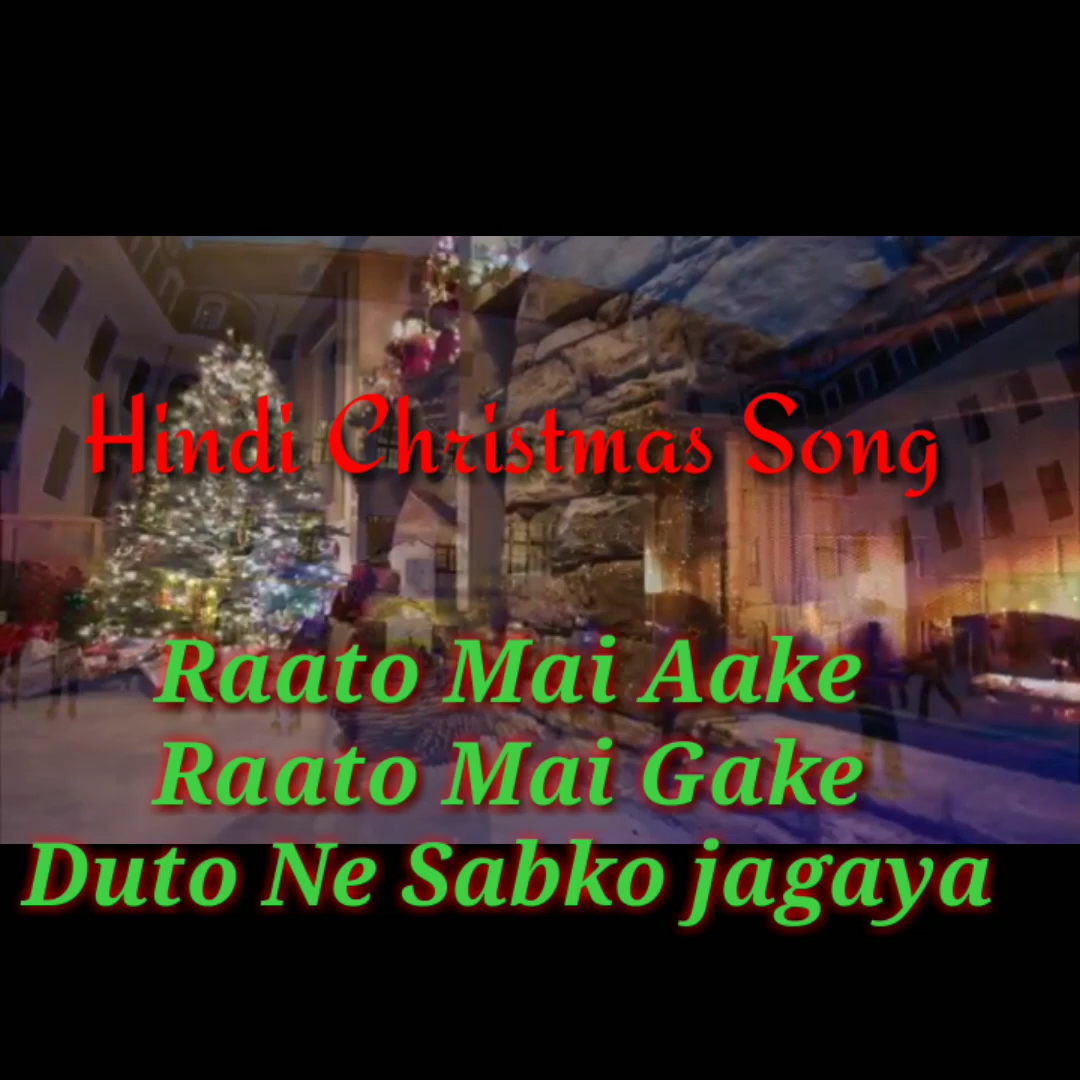 Hindi Christmas Song
Raato Mai Aake
Raato Mai Gake
Duto Ne Sabko jagaya